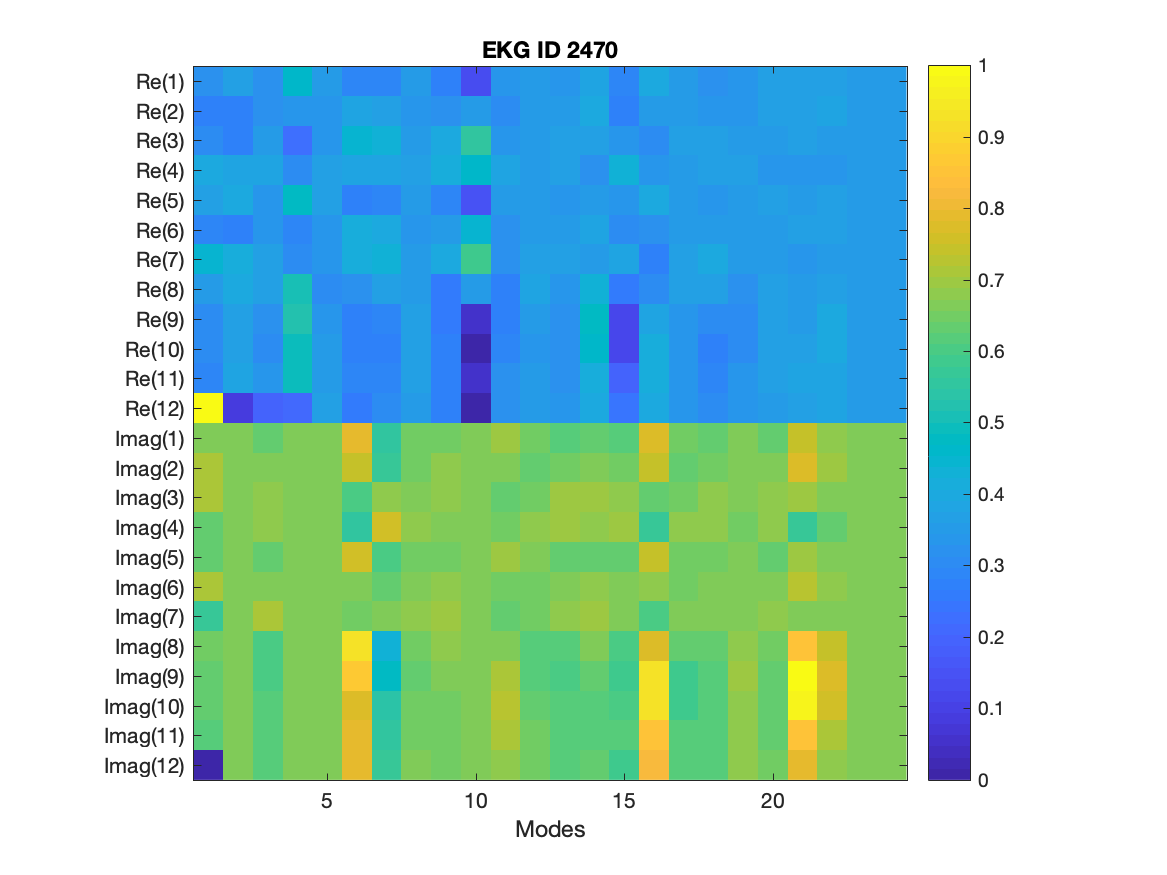 EKG ID 2470
Re(1)
Re(2)
Re(3)
Re(4)
Re(5)
Re(6)
Re(7)
Re(8)
Re(9)
Re(10)
Re(11)
Re(12)
Imag(1)
Imag(2)
Imag(3)
Imag(4)
Imag(5)
Imag(6)
Imag(7)
Imag(8)
Imag(9)
Imag(10)
Imag(11)
Imag(12)
5 10 15 20
Modes
1
0.9
0.8
0.7
0.6
0.5
0.4
0.3
0.2
0.1
0